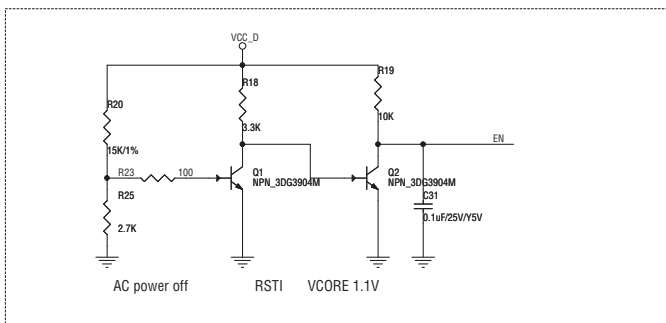 VCC_D
R20
R18
R19
3.3K
10K
EN
15K/1%
R23
100
Q1
NPN_3DG3904M
Q2
NPN_3DG3904M
R25
2.7K
C31
0.1uF/25V/Y5V
AC power off
RSTI
VCORE 1.1V